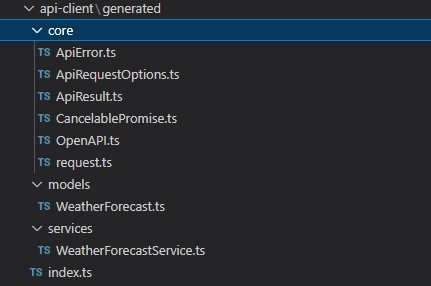 api-client\generated
core
TS ApiError.ts
TS ApiRequestOptions.ts
TS ApiResult.ts
TS CancelablePromise.ts
TS OpenAPI.ts
TS request.ts
models
TS WeatherForecast.ts
services
TS WeatherForecastService.ts
TS index.ts